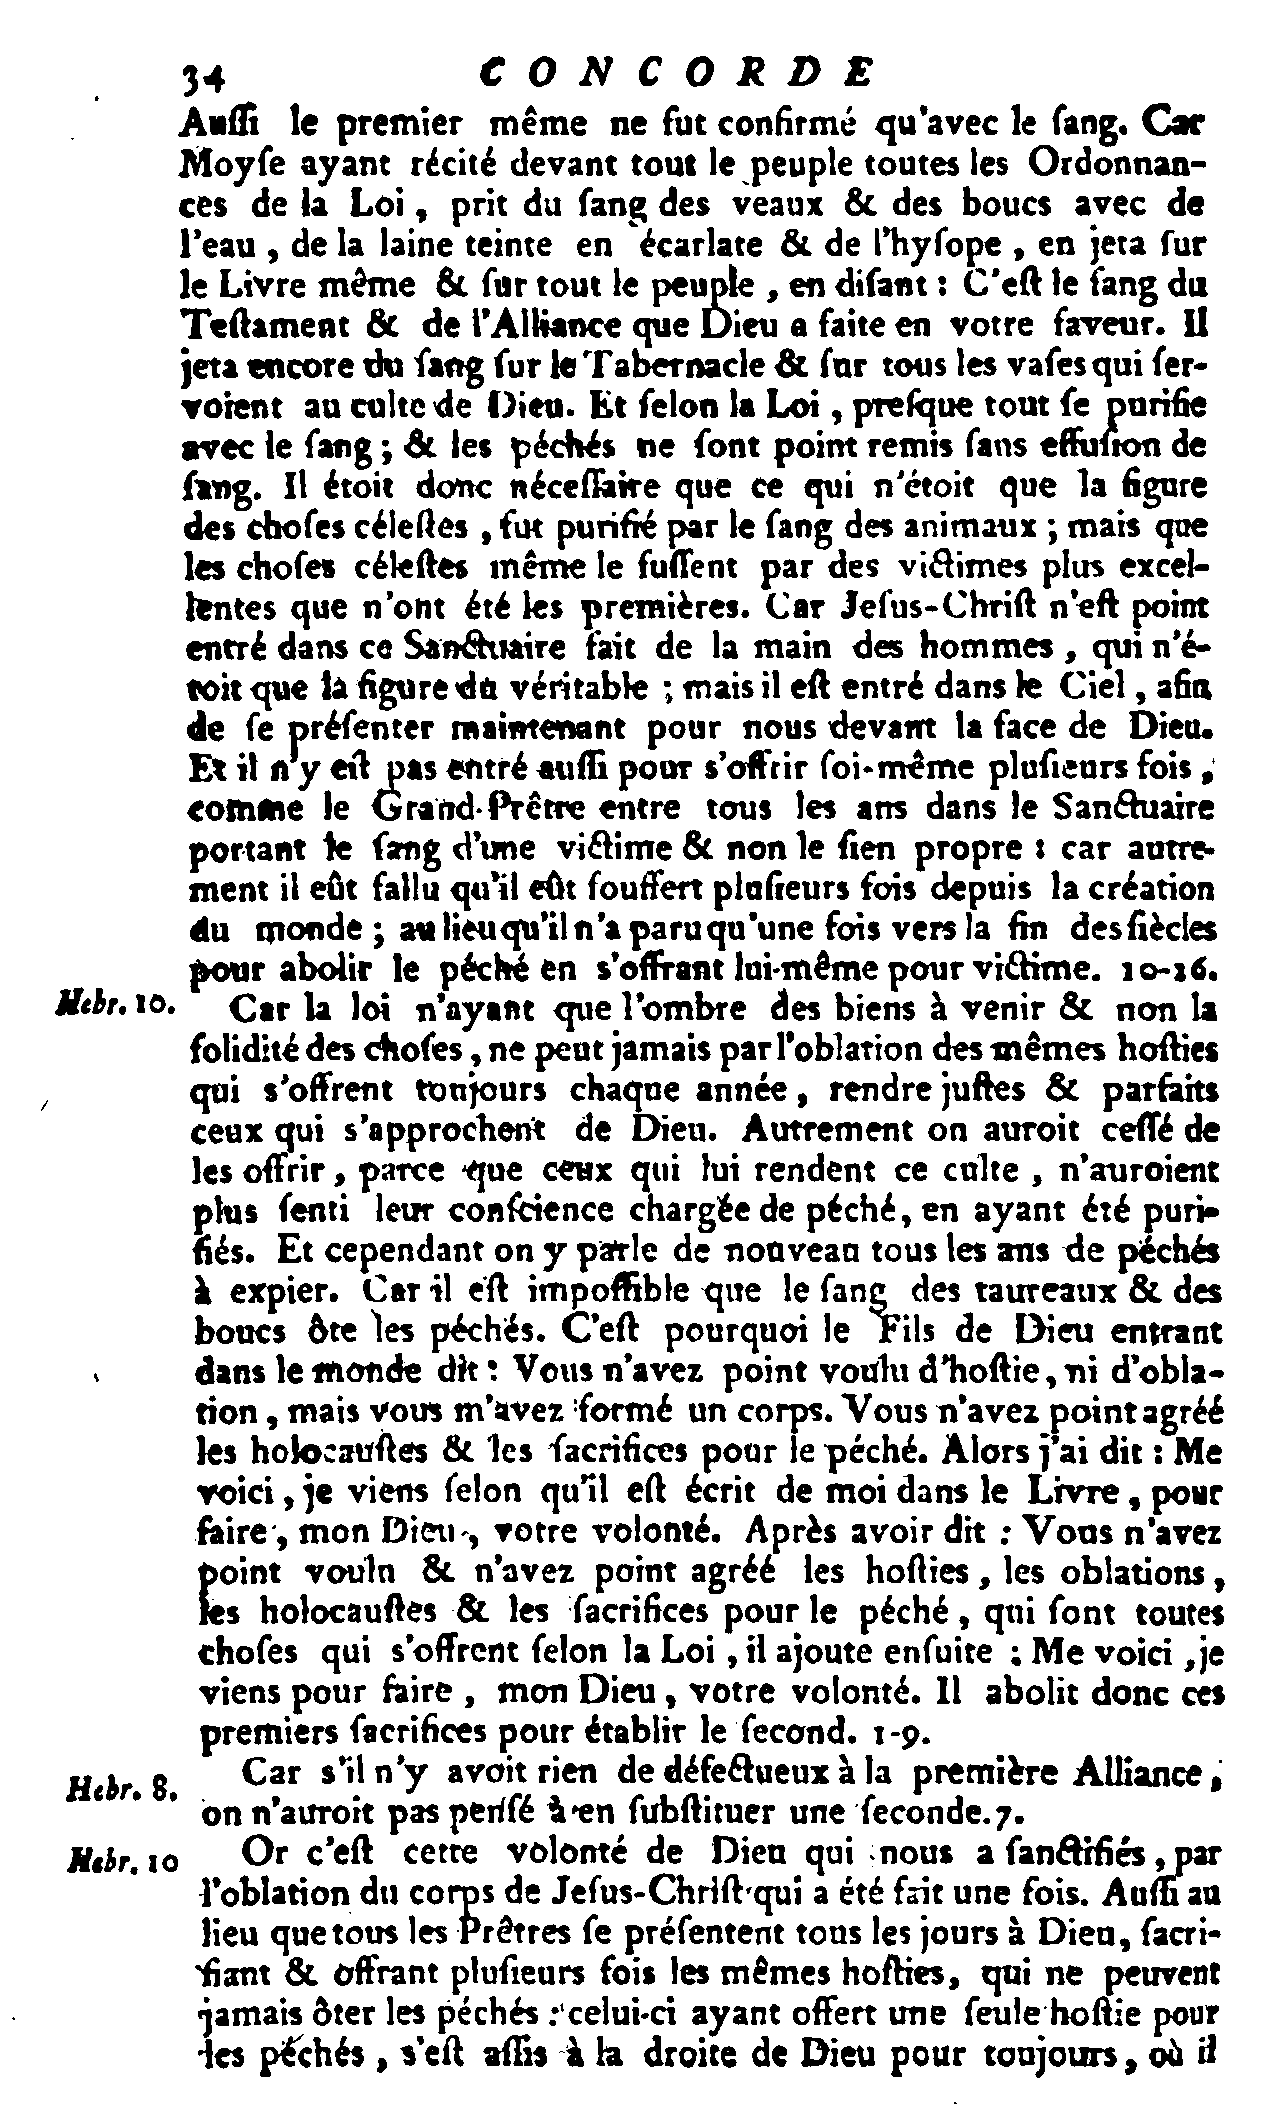 34 CONCORDE
Auſſi le premier même ne fut confirmé qu'avec le ſang. Car
Moyſe ayant récité devant tout le peuple toutes les Ordonnan-
ces de la Loi, prit du ſang des veaux & des boucs avec de
l'eau, de la laine teinte en écarlate & de l'hyſope, en jeta ſur
le Livre même & ſur tout le peuple, en diſant : C'eſt le ſang du
Teſtament & de l'Alliance que Dieu a faite en votre faveur. Il
jeta encore du ſang ſur le Tabernacle & ſur tous les vaſes qui ſer-
voient au culte de Dieu. Et ſelon la Loi, preſque tout ſe purifie
avec le ſang ; & les péchés ne ſont point remis ſans effuſion de
ſang. Il étoit donc néceſſaire que ce qui n'étoit que la figure
des choſes céleſtes, fut purifié par le ſang des animaux ; mais que
les choſes céleſtes même le fuſſent par des victimes plus excel-
lentes que n'ont été les premières. Car Jeſus-Chriſt n'eſt point
entré dans ce Sanctuaire fait de la main des hommes, qui n'é-
toit que la figure du véritable ; mais il eſt entré dans le Ciel, afin
de ſe préſenter maintenant pour nous devant la face de Dieu.
Et il n'y eſt pas entré auſſi pour s'offrir ſoi-même pluſieurs fois,
comme le Grand-Prêtre entre tous les ans dans le Sanctuaire
portant le ſang d'une victime & non le ſien propre : car autre-
ment il eût fallu qu'il eût ſouffert pluſieurs fois depuis la création
du monde ; au lieu qu'il n'a paru qu'une fois vers la fin des ſiècles
pour abolir le péché en s'offrant lui-même pour victime. 10-26.
Hebr. 10. Car la loi n'ayant que l'ombre des biens à venir & non la
ſolidité des choſes, ne peut jamais par l'oblation des mêmes hoſties
qui s'offrent toujours chaque année, rendre juſtes & parfaits
ceux qui s'approchent de Dieu. Autrement on auroit ceſſé de
les offrir, parce que ceux qui lui rendent ce culte, n'auroient
plus ſenti leur conſcience chargée de péché, en ayant été puri-
fiés. Et cependant on y parle de nouveau tous les ans de péchés
à expier. Car il eſt impoſſible que le ſang des taureaux & des
boucs ôte les péchés. C'eſt pourquoi le Fils de Dieu entrant
dans le monde dit : Vous n'avez point voulu d'hoſtie, ni d'obla-
tion, mais vous m'avez formé un corps. Vous n'avez point agréé
les holocauſtes & les ſacrifices pour le péché. Alors j'ai dit : Me
voici, je viens ſelon qu'il eſt écrit de moi dans le Livre, pour
faire, mon Dieu, votre volonté. Après avoir dit : Vous n'avez
point voulu & n'avez point agréé les hoſties, les oblations,
les holocauſtes & les ſacrifices pour le péché, qui ſont toutes
choſes qui s'offrent ſelon la Loi, il ajoute enſuite : Me voici, je
viens pour faire, mon Dieu, votre volonté. Il abolit donc ces
premiers ſacrifices pour établir le ſecond. 1-9.
Hebr. 8. Car s'il n'y avoit rien de défectueux à la première Alliance,
on n'auroit pas penſé à en ſubſtituer une ſeconde. 7.
Hebr. 10 Or c'eſt cette volonté de Dieu qui nous a ſanctifiés, par
l'oblation du corps de Jeſus-Chriſt qui a été fait une fois. Auſſi au
lieu que tous les Prêtres ſe préſentent tous les jours à Dieu, ſacri-
fiant & offrant pluſieurs fois les mêmes hoſties, qui ne peuvent
jamais ôter les péchés : celui-ci ayant offert une ſeule hoſtie pour
les péchés, s'eſt aſſis à la droite de Dieu pour toujours, où il